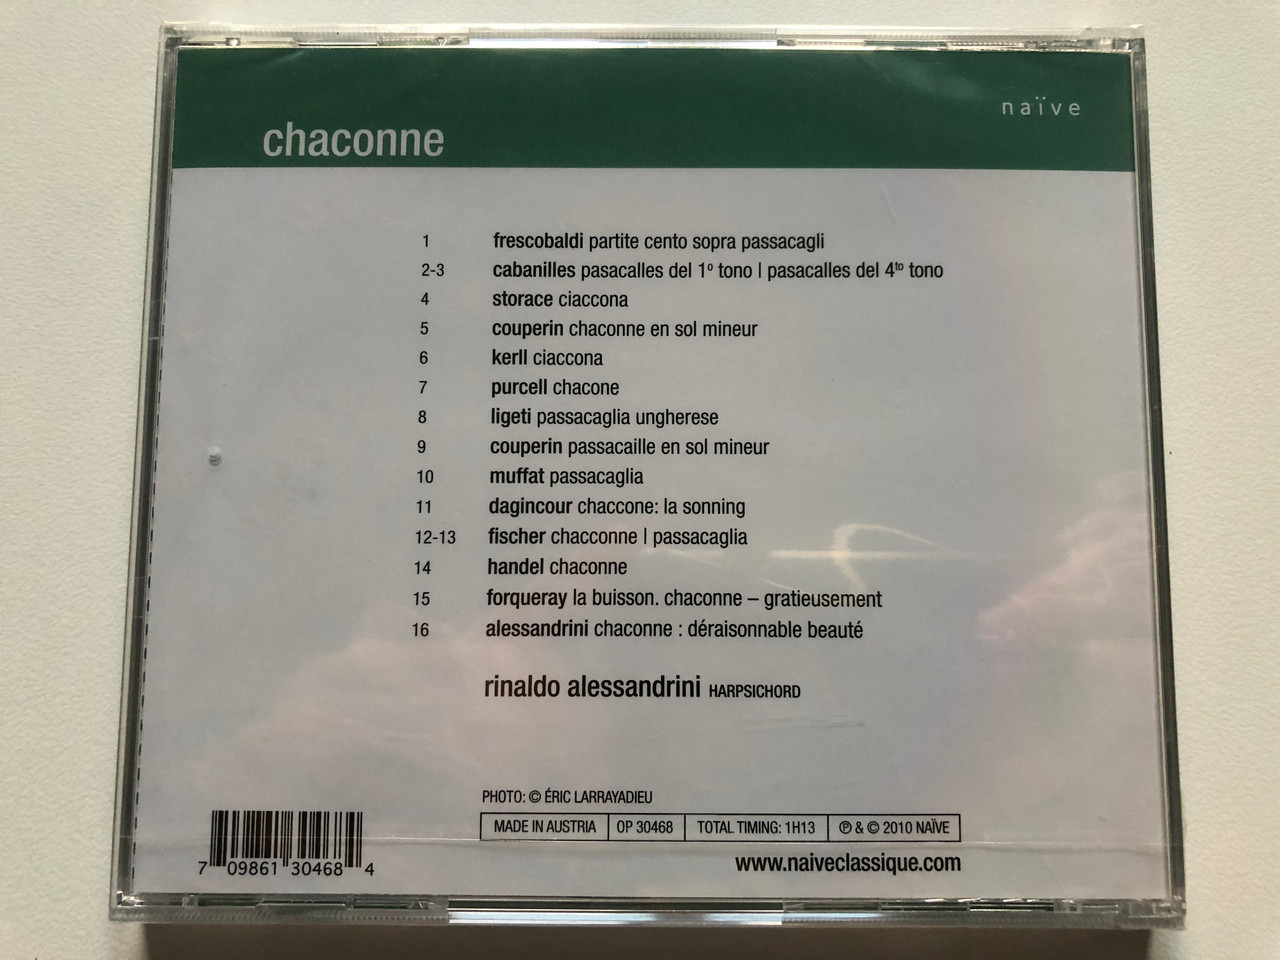 naïve
chaconne
1 frescobaldi partite cento sopra passacagli
2-3 cabanilles pasacalles del 1º tono | pasacalles del 4ᵗᵒ tono
4 storace ciaccona
5 couperin chaconne en sol mineur
6 kerll ciaccona
7 purcell chacone
8 ligeti passacaglia ungherese
9 couperin passacaille en sol mineur
10 muffat passacaglia
11 dagincour chaccone: la sonning
12-13 fischer chacconne | passacaglia
14 handel chaconne
15 forqueray la buisson. chaconne – gratieusement
16 alessandrini chaconne : déraisonnable beauté
rinaldo alessandrini HARPSICHORD
PHOTO: © ÉRIC LARRAYADIEU
MADE IN AUSTRIA OP 30468 TOTAL TIMING: 1H13 ℗ & © 2010 NAÏVE
www.naiveclassique.com
7 09861 30468 4